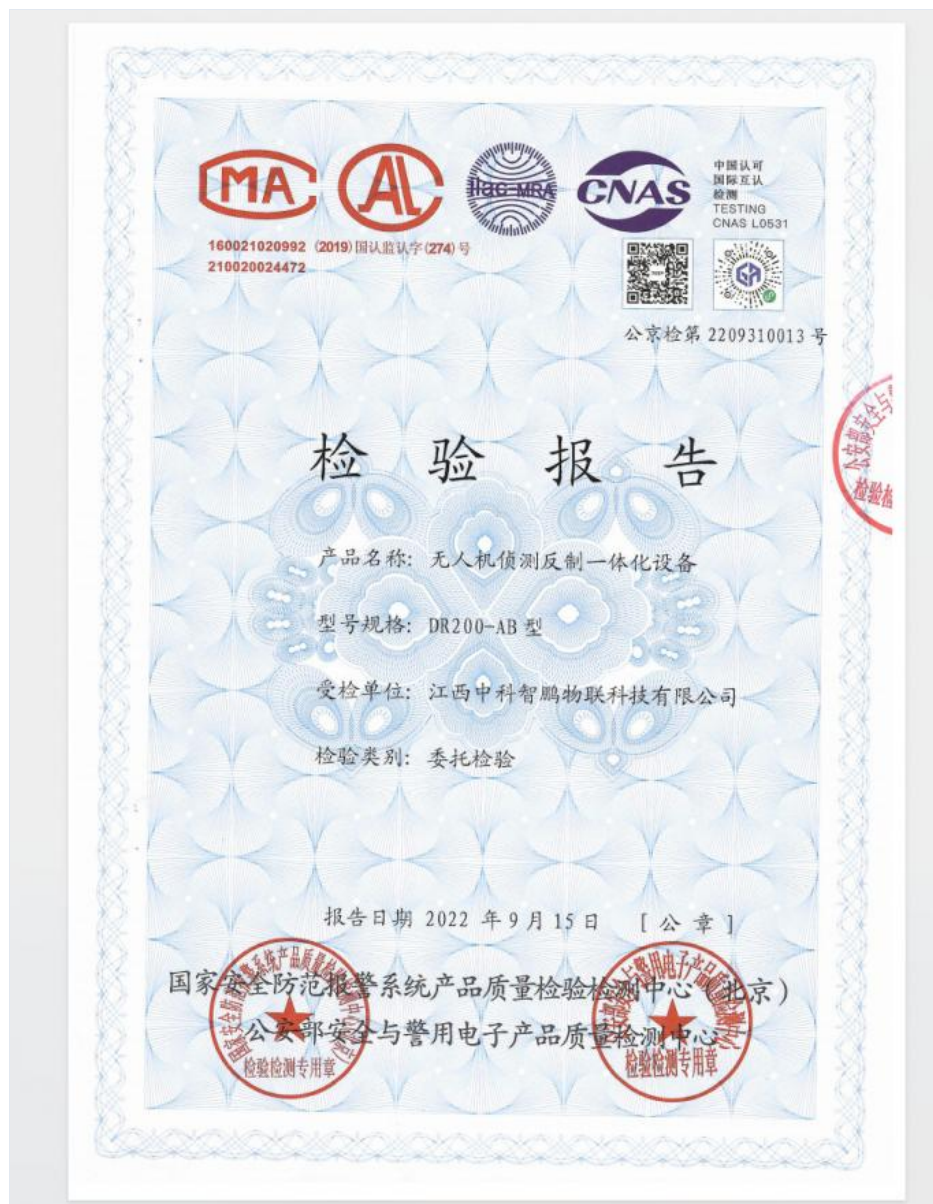 MA
AL
ilac-MRA
CNAS
中国认可
国际互认
检测
TESTING
CNAS L0531
160021020992 (2019)国认监认字(274)号
210020024472
公京检第 2209310013 号
检验报告
产品名称: 无人机侦测反制一体化设备
型号规格: DR200-AB 型
受检单位: 江西中科智鹏物联科技有限公司
检验类别: 委托检验
报告日期 2022 年 9 月 15 日 [ 公 章 ]
国家安全防范报警系统产品质量检验检测中心（北京）
公安部安全与警用电子产品质量检测中心
检验检测专用章
检验检测专用章